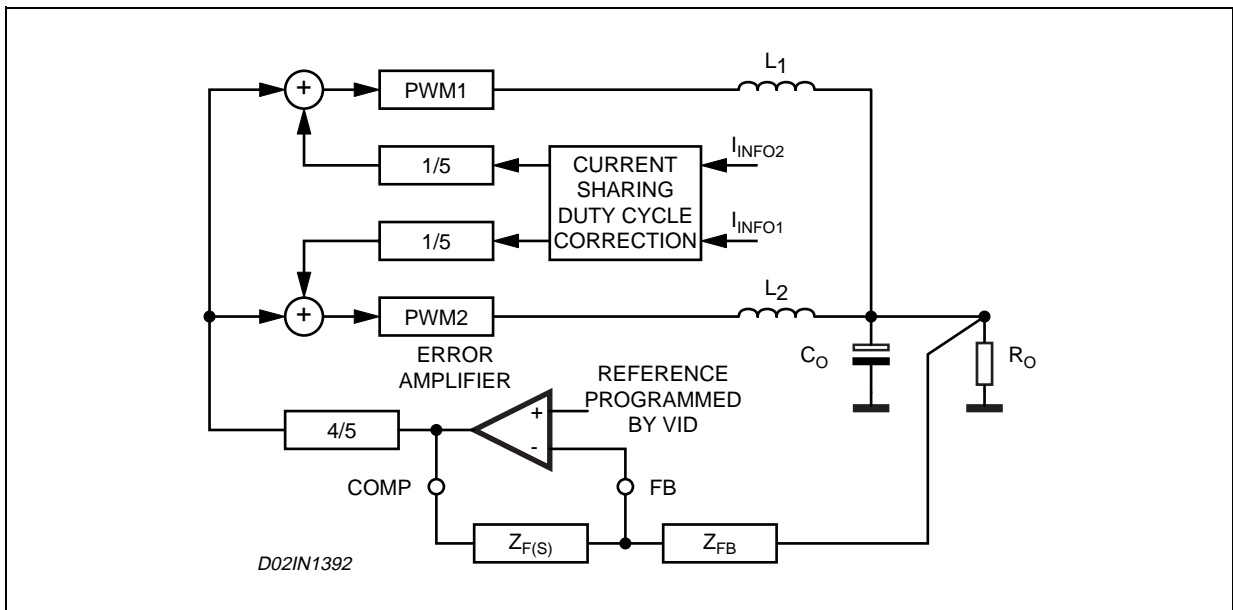 L1
+
PWM1
1/5
CURRENT
SHARING
DUTY CYCLE
CORRECTION
IINFO2
IINFO1
1/5
+
PWM2
L2
CO
RO
ERROR
AMPLIFIER
REFERENCE
PROGRAMMED
BY VID
+
-
4/5
COMP
FB
ZF(S)
ZFB
D02IN1392